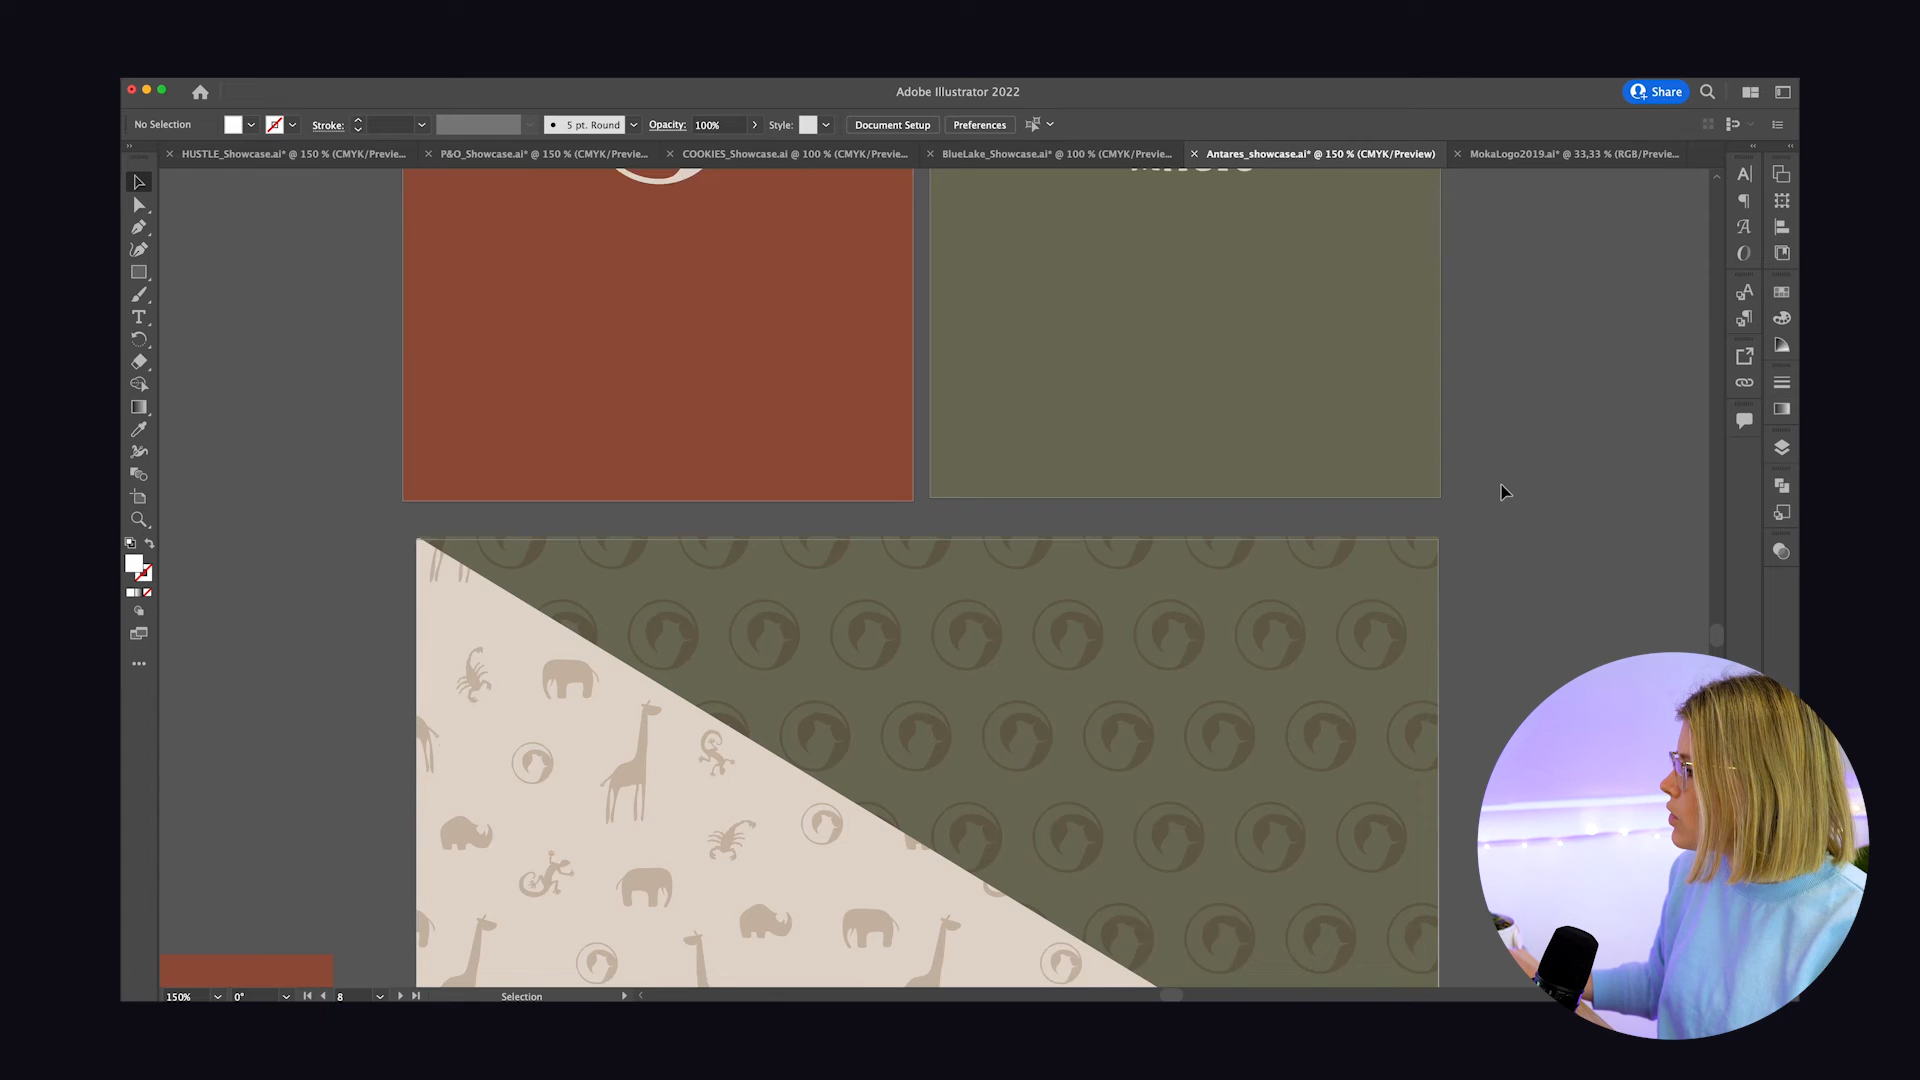 Adobe Illustrator 2022
Share
No Selection
Stroke:
5 pt. Round
Opacity:
100%
Style:
Document Setup
Preferences
HUSTLE_Showcase.ai* @ 150 % (CMYK/Previe...
P&O_Showcase.ai* @ 150 % (CMYK/Previe...
COOKIES_Showcase.ai @ 100 % (CMYK/Previe...
BlueLake_Showcase.ai* @ 100 % (CMYK/Previe...
Antares_showcase.ai* @ 150 % (CMYK/Preview)
MokaLogo2019.ai* @ 33,33 % (RGB/Previe...
150%
0°
8
Selection